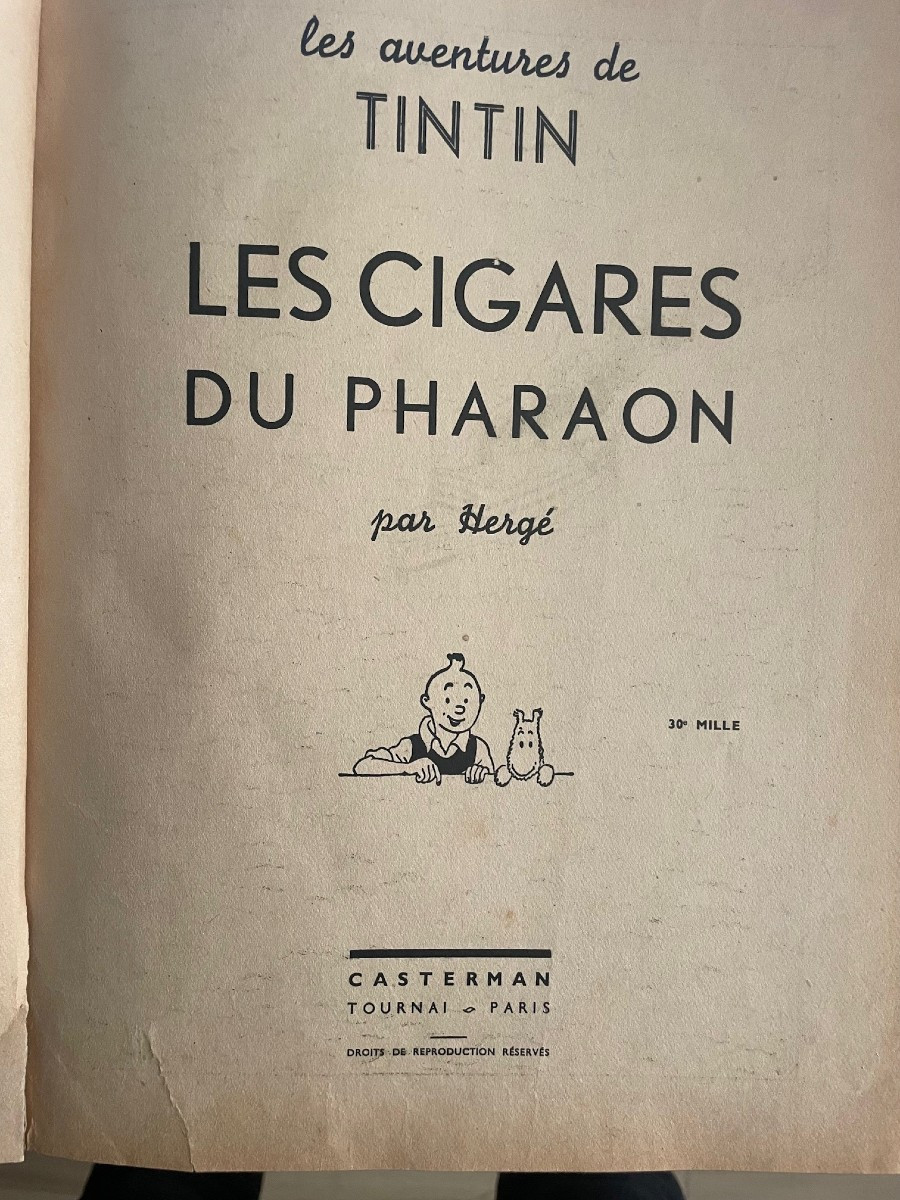 les aventures de
TINTIN
LES CIGARES
DU PHARAON
par Hergé
30e MILLE
CASTERMAN
TOURNAI PARIS
DROITS DE REPRODUCTION RÉSERVÉS